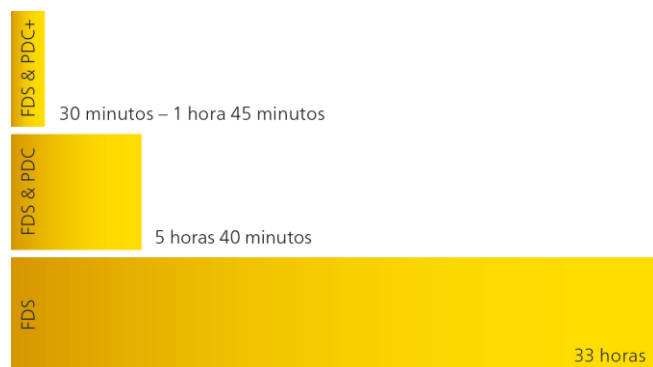 FDS & PDC+
30 minutos – 1 hora 45 minutos
FDS & PDC
5 horas 40 minutos
FDS
33 horas